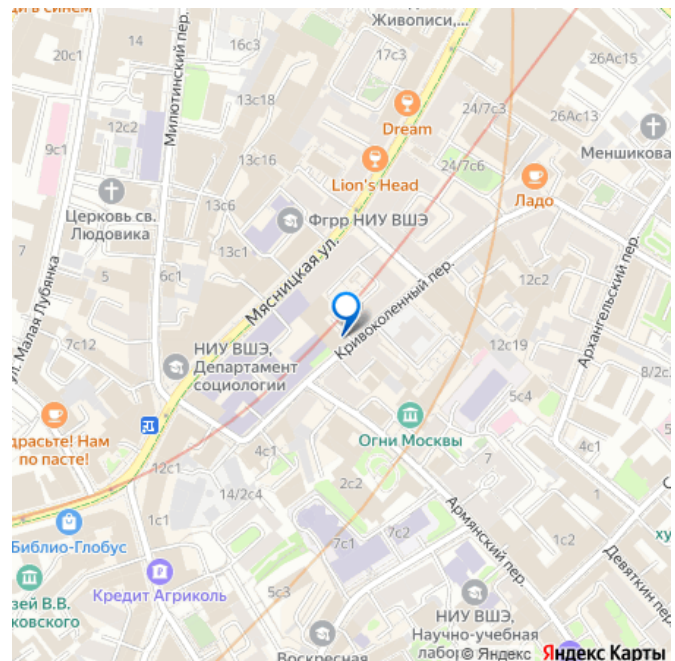 ди в синем
Живописи,...
20с1
14
16с3
17с3
26Ас15
Милютинский пер.
13с18
Dream
24/7с3
26Ас13
12с2
9с1
13с16
Lion's Head
24/7с6
Меншикова
Ладо
Церковь св.
Людовика
13с6
Фгрр НИУ ВШЭ
7
5
6с1
13с1
Мясницкая ул.
Кривоколенный пер.
12с2
Архангельский пер.
ул. Малая Лубянка
7с12
НИУ ВШЭ,
Департамент
социологии
12с19
8/2с
5с4
драсьте! Нам
по пасте!
Огни Москвы
4с1
4с1
12с1
7
14/2с4
2с2
1
1с1
Армянский пер.
Библио-Глобус
7с1
7с2
1с2
Девяткин пер
ху
зей В.В.
ковского
Кредит Агриколь
5с3
НИУ ВШЭ,
Научно-учебная
лабор
Воскресная
© Яндекс
Яндекс Карты